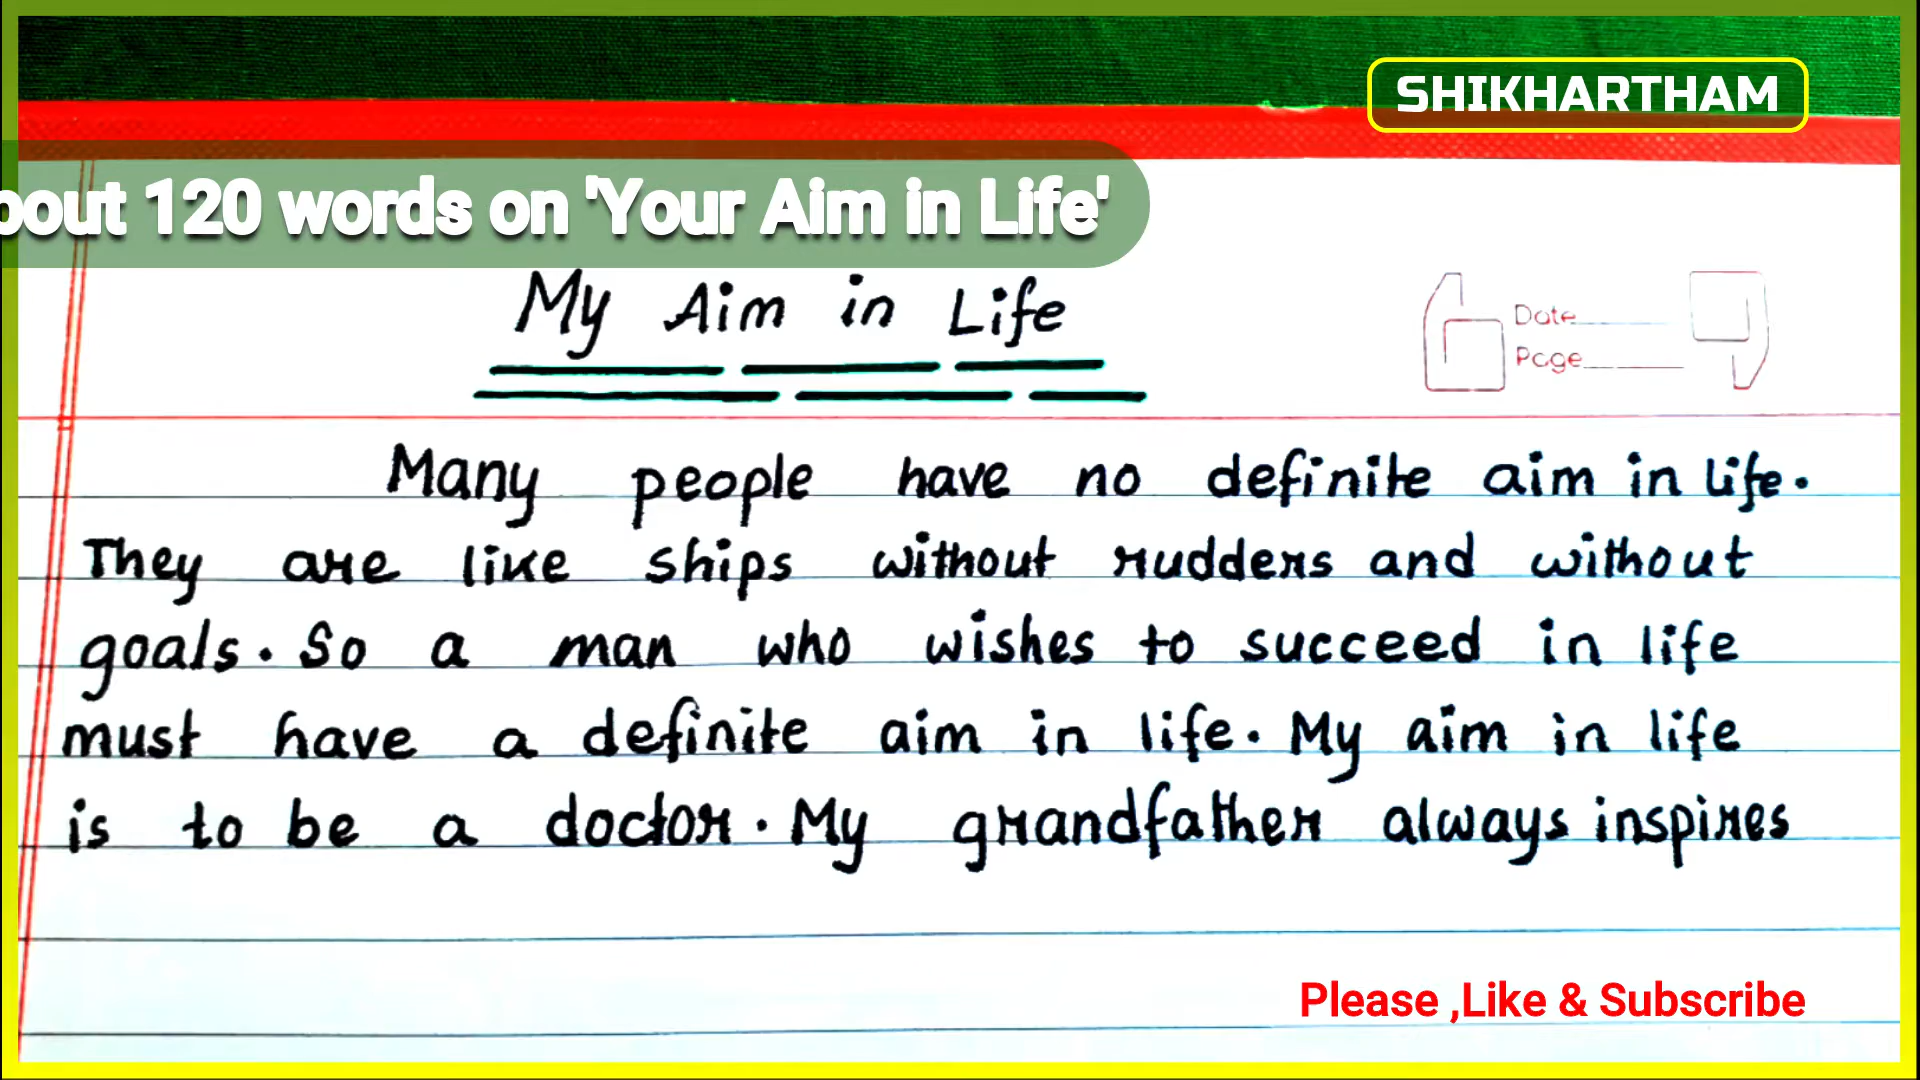 SHIKHARTHAM
120 words on 'Your Aim in Life'
My Aim in Life
Date
Page
Many people have no definite aim in life.
They are like ships without rudders and without
goals. So a man who wishes to succeed in life
must have a definite aim in life. My aim in life
is to be a doctor. My grandfather always inspires
Please ,Like & Subscribe